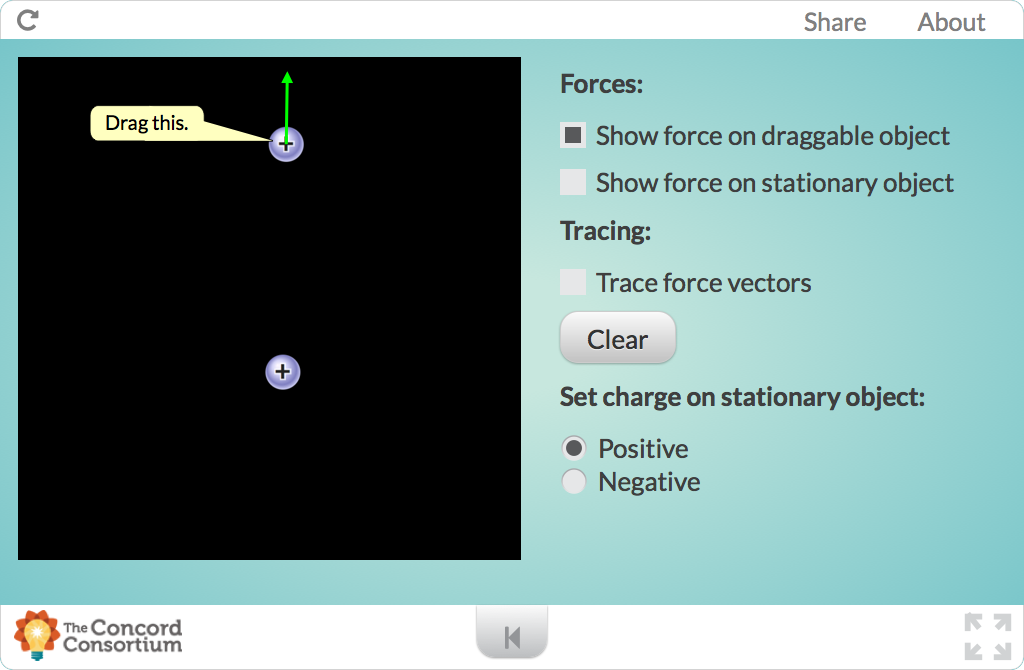 Share About
Drag this.
+
+
Forces:
Show force on draggable object
Show force on stationary object
Tracing:
Trace force vectors
Clear
Set charge on stationary object:
Positive
Negative
The Concord
Consortium